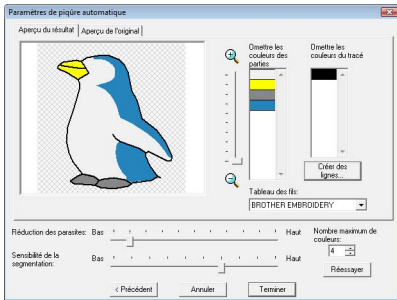 Paramètres de piqûre automatique
Aperçu du résultat
Aperçu de l'original
Omettre les
couleurs des
parties
Omettre les
couleurs du tracé
Créer des
lignes...
Tableau des fils:
BROTHER EMBROIDERY
Réduction des parasites:
Bas
Haut
Nombre maximum de
couleurs:
4
Sensibilité de la
segmentation:
Bas
Haut
Réessayer
< Précédent
Annuler
Terminer